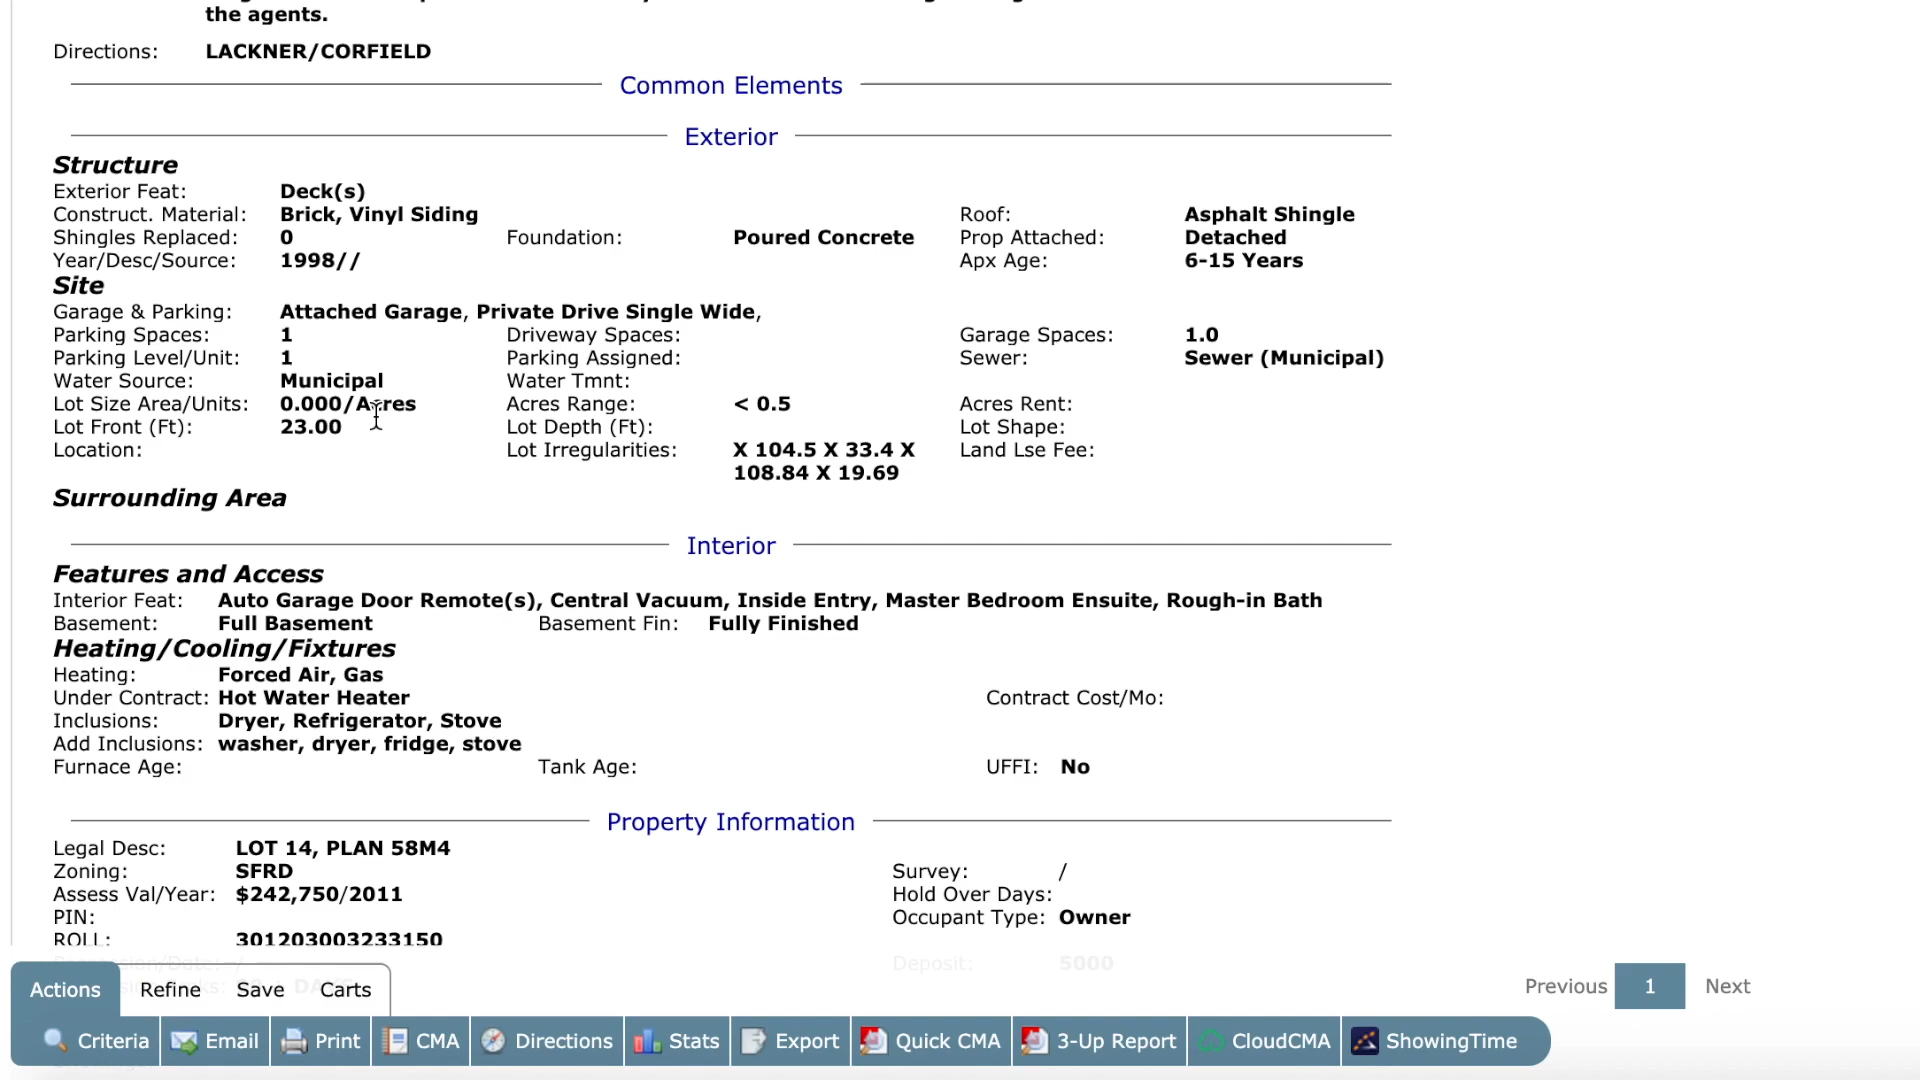 the agents.
Directions: LACKNER/CORFIELD
Common Elements
Exterior
Structure
Exterior Feat: Deck(s)
Construct. Material: Brick, Vinyl Siding Roof: Asphalt Shingle
Shingles Replaced: 0 Foundation: Poured Concrete Prop Attached: Detached
Year/Desc/Source: 1998// Apx Age: 6-15 Years
Site
Garage & Parking: Attached Garage, Private Drive Single Wide,
Parking Spaces: 1 Driveway Spaces: Garage Spaces: 1.0
Parking Level/Unit: 1 Parking Assigned: Sewer: Sewer (Municipal)
Water Source: Municipal Water Tmnt:
Lot Size Area/Units: 0.000/Acres Acres Range: < 0.5 Acres Rent:
Lot Front (Ft): 23.00 Lot Depth (Ft): Lot Shape:
Location: Lot Irregularities: X 104.5 X 33.4 X Land Lse Fee:
108.84 X 19.69
Surrounding Area
Interior
Features and Access
Interior Feat: Auto Garage Door Remote(s), Central Vacuum, Inside Entry, Master Bedroom Ensuite, Rough-in Bath
Basement: Full Basement Basement Fin: Fully Finished
Heating/Cooling/Fixtures
Heating: Forced Air, Gas
Under Contract: Hot Water Heater Contract Cost/Mo:
Inclusions: Dryer, Refrigerator, Stove
Add Inclusions: washer, dryer, fridge, stove
Furnace Age: Tank Age: UFFI: No
Property Information
Legal Desc: LOT 14, PLAN 58M4
Zoning: SFRD Survey: /
Assess Val/Year: $242,750/2011 Hold Over Days:
PIN: Occupant Type: Owner
ROLL: 301203003233150
Deposit: 5000
Actions Refine Save Carts Previous 1 Next
Criteria Email Print CMA Directions Stats Export Quick CMA 3-Up Report CloudCMA ShowingTime